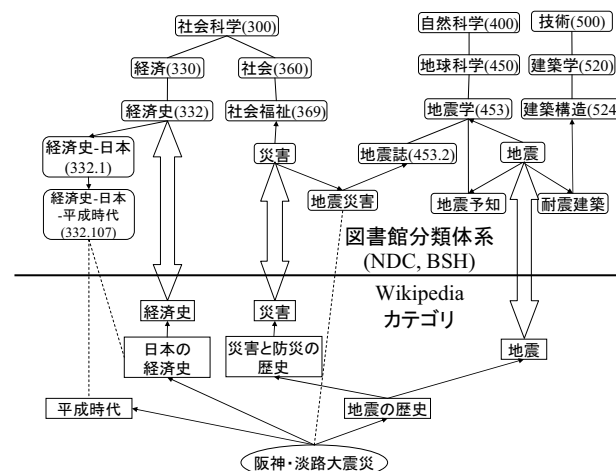 社会科学(300)
自然科学(400)
技術(500)
経済(330)
社会(360)
地球科学(450)
建築学(520)
経済史(332)
社会福祉(369)
地震学(453)
建築構造(524
経済史-日本
(332.1)
災害
地震誌(453.2)
地震
経済史-日本
-平成時代
(332.107)
地震災害
地震予知
耐震建築
図書館分類体系
(NDC, BSH)
Wikipedia
カテゴリ
経済史
災害
日本の
経済史
災害と防災の
歴史
地震
平成時代
地震の歴史
阪神・淡路大震災